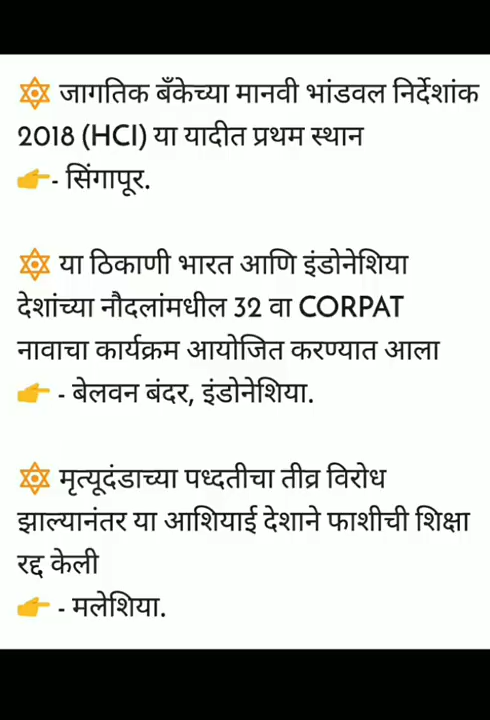 🔯 जागतिक बँकेच्या मानवी भांडवल निर्देशांक
2018 (HCI) या यादीत प्रथम स्थान
👉- सिंगापूर.
🔯 या ठिकाणी भारत आणि इंडोनेशिया
देशांच्या नौदलांमधील 32 वा CORPAT
नावाचा कार्यक्रम आयोजित करण्यात आला
👉 - बेलवन बंदर, इंडोनेशिया.
🔯 मृत्यूदंडाच्या पध्दतीचा तीव्र विरोध
झाल्यानंतर या आशियाई देशाने फाशीची शिक्षा
रद्द केली
👉 - मलेशिया.